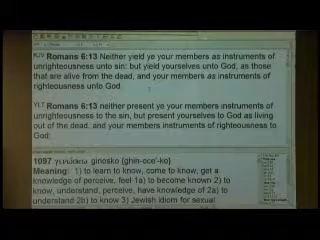 KJV Romans 6:13 Neither yield ye your members as instruments of
unrighteousness unto sin: but yield yourselves unto God, as those
that are alive from the dead, and your members as instruments of
righteousness unto God.
YLT Romans 6:13 neither present ye your members instruments of
unrighteousness to the sin, but present yourselves to God as living
out of the dead, and your members instruments of righteousness to
God;
1097 γινώσκω ginosko {ghin-oce'-ko}
Meaning: 1) to learn to know, come to know, get a
knowledge of perceive, feel 1a) to become known 2) to
know, understand, perceive, have knowledge of 2a) to
understand 2b) to know 3) Jewish idiom for sexual